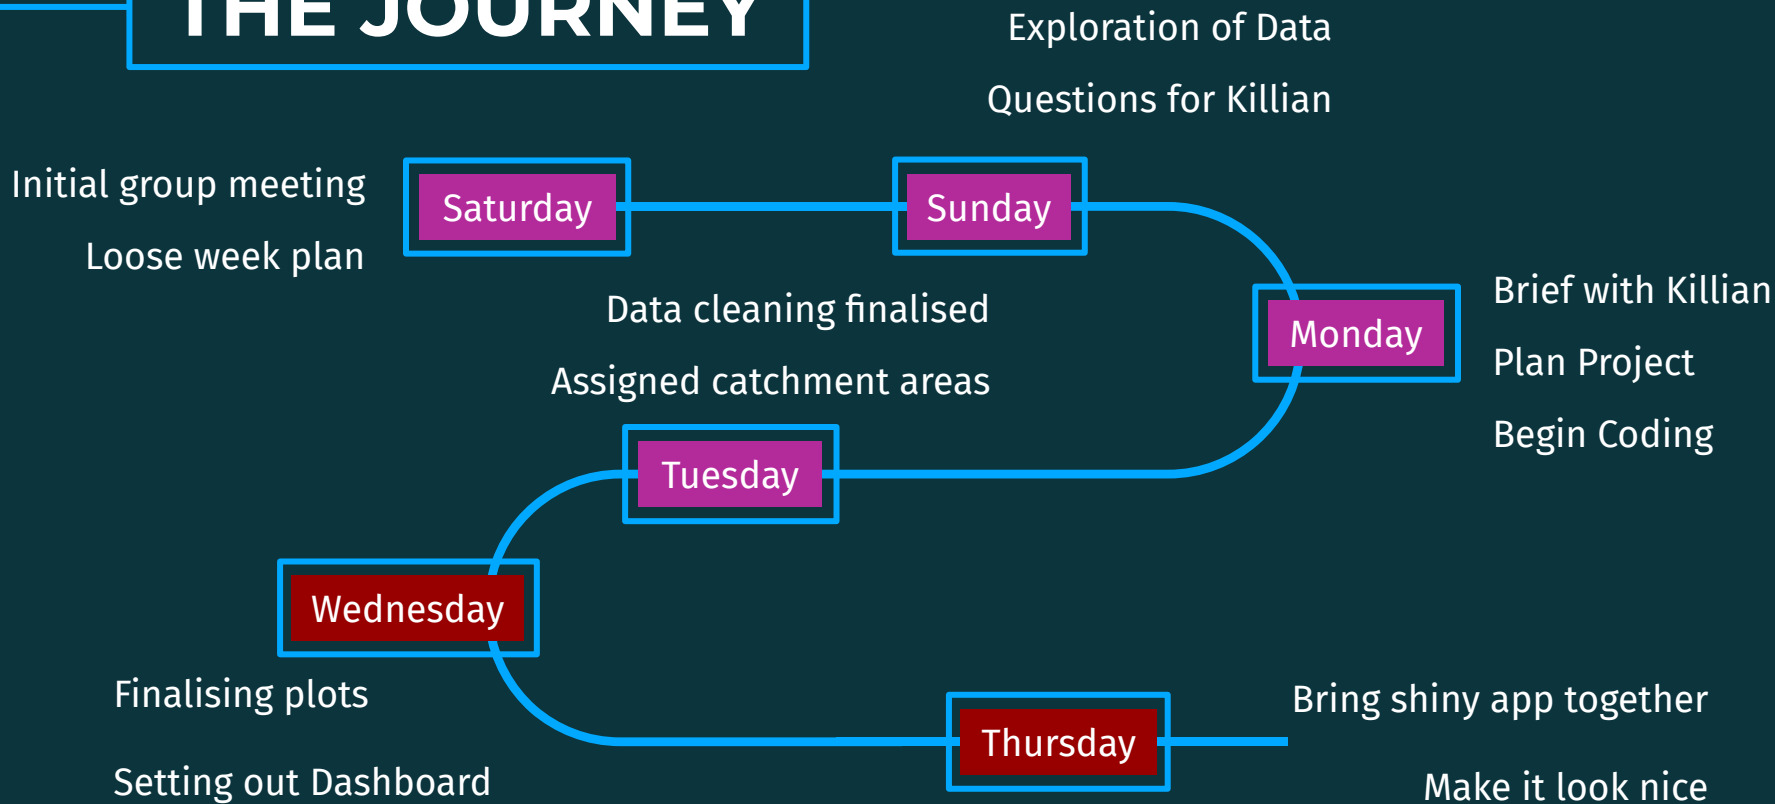 THE JOURNEY
Exploration of Data
Questions for Killian
Initial group meeting
Loose week plan
Saturday
Sunday
Monday
Brief with Killian
Plan Project
Begin Coding
Data cleaning finalised
Assigned catchment areas
Tuesday
Wednesday
Finalising plots
Setting out Dashboard
Thursday
Bring shiny app together
Make it look nice